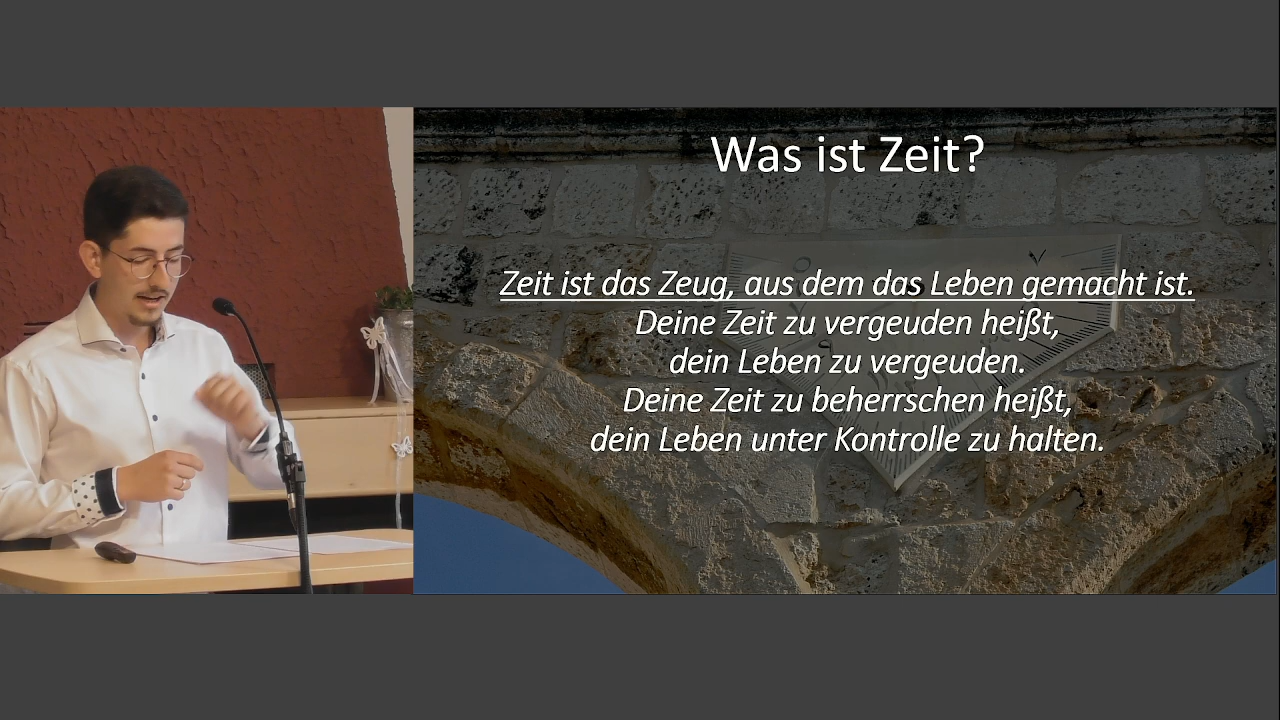 Was ist Zeit?
Zeit ist das Zeug, aus dem das Leben gemacht ist.
Deine Zeit zu vergeuden heißt,
dein Leben zu vergeuden.
Deine Zeit zu beherrschen heißt,
dein Leben unter Kontrolle zu halten.